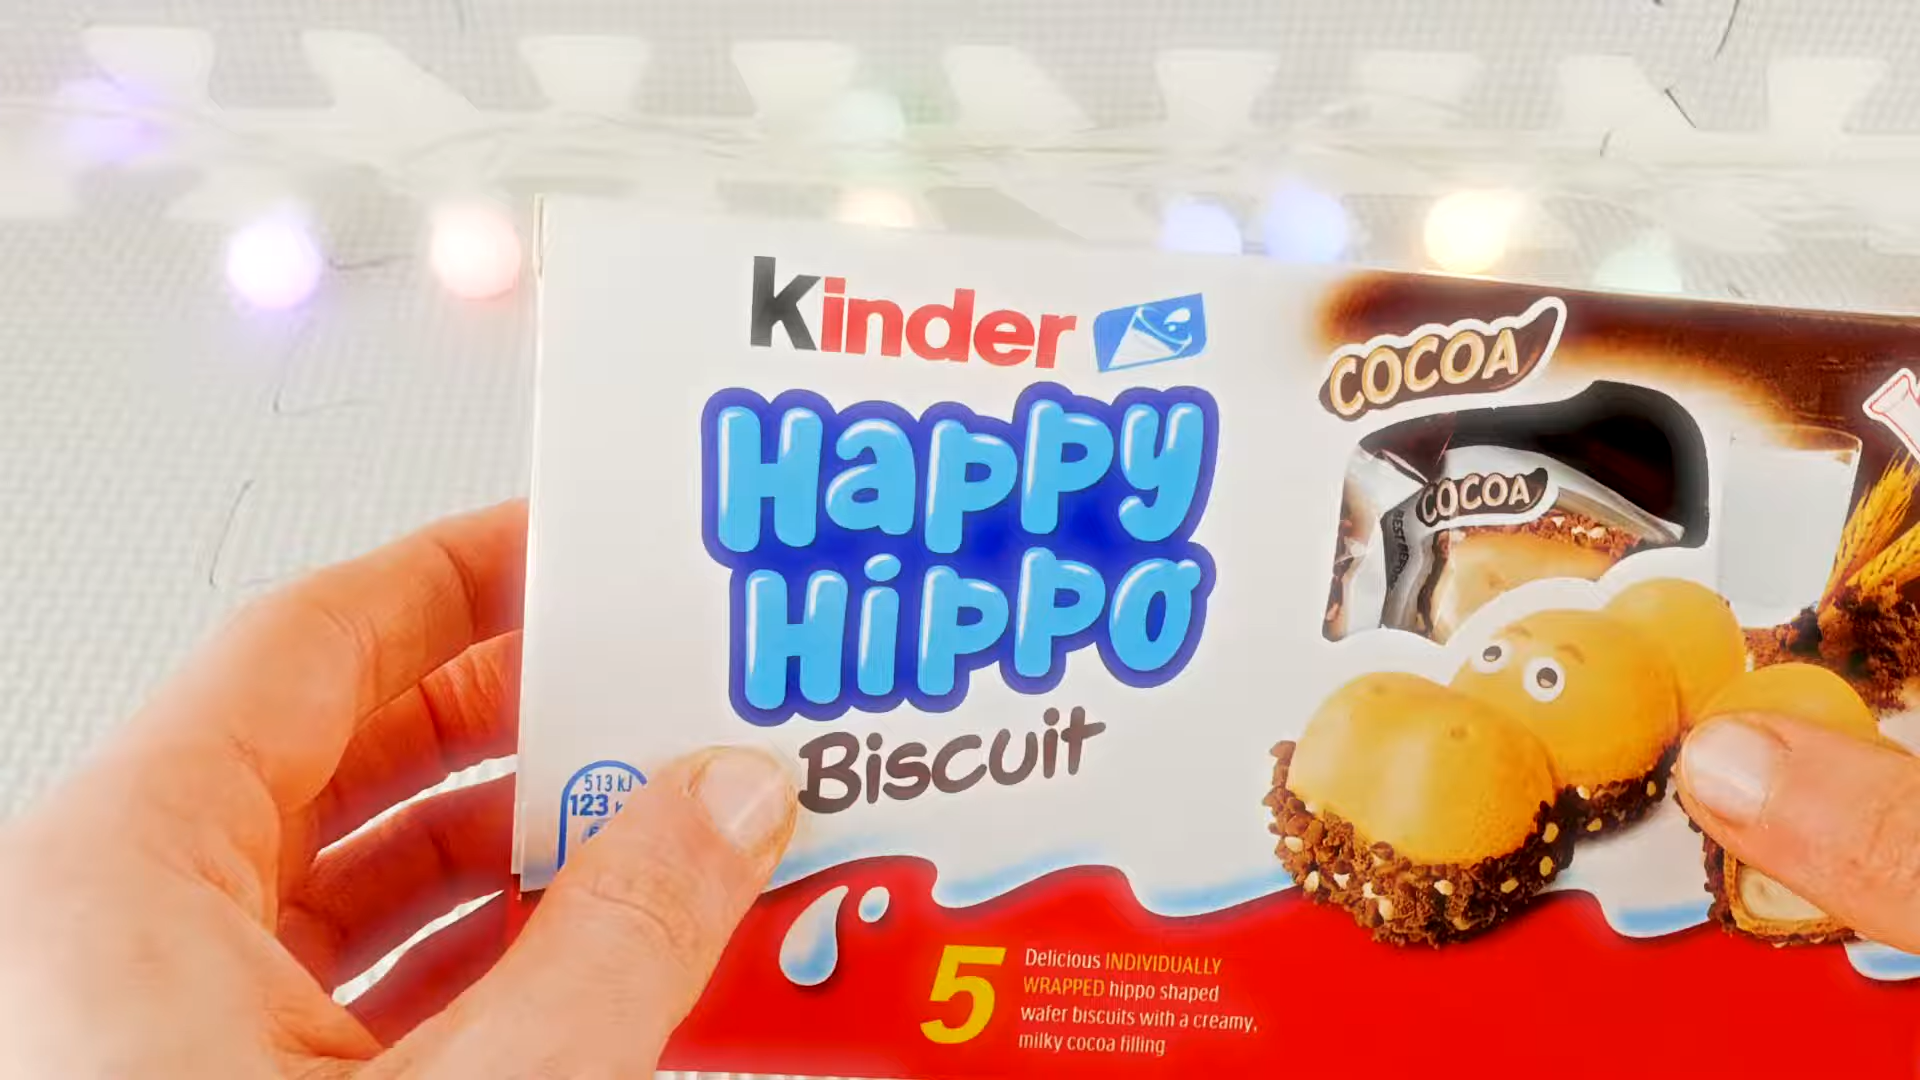 Kinder
Happy
Hippo
Biscuit
COCOA
COCOA
513 kJ
123
5
Delicious INDIVIDUALLY
WRAPPED hippo shaped
wafer biscuits with a creamy,
milky cocoa filling